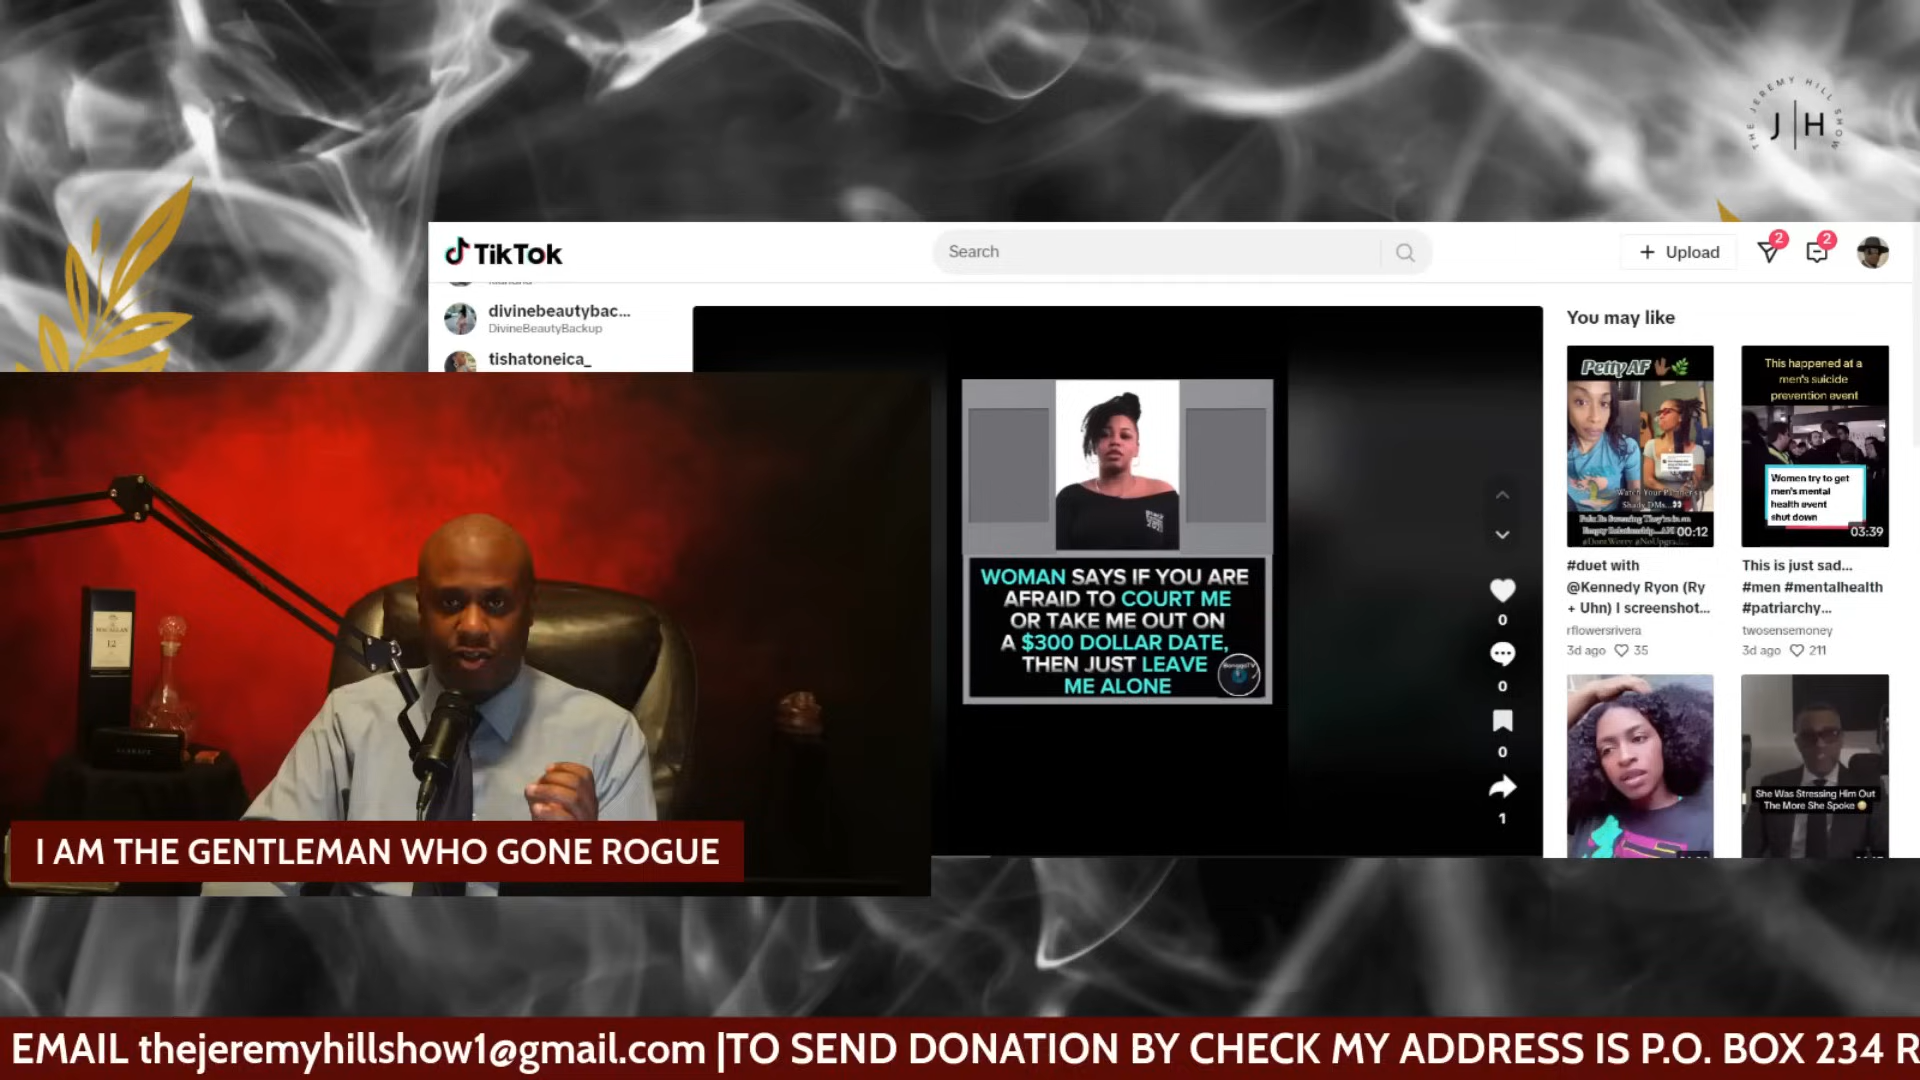 THE JEREMY HILL SHOW
J|H
TikTok
Search
+ Upload
2
2
divinebeautybac...
DivineBeautyBackup
tishatoneica_
You may like
Petty AF
This happened at a
men's suicide
prevention event
Women try to get
men's mental
health event
shut down
00:12
03:39
WOMAN SAYS IF YOU ARE
AFRAID TO COURT ME
OR TAKE ME OUT ON
A $300 DOLLAR DATE,
THEN JUST LEAVE
ME ALONE
0
0
0
1
#duet with
@Kennedy Ryon (Ry
+ Uhn) I screenshot...
rflowersrivera
3d ago 35
This is just sad...
#men #mentalhealth
#patriarchy...
twosensemoney
3d ago 211
She Was Stressing Him Out
The More She Spoke
MACALLAN
12
I AM THE GENTLEMAN WHO GONE ROGUE
EMAIL thejeremyhillshow1@gmail.com |TO SEND DONATION BY CHECK MY ADDRESS IS P.O. BOX 234 R